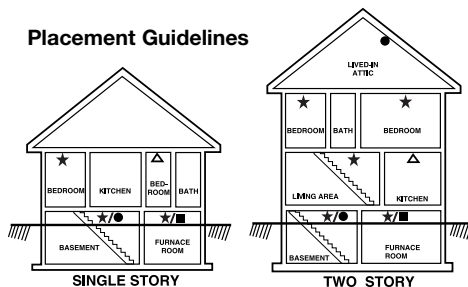 Placement Guidelines
BEDROOM
KITCHEN
BED-
ROOM
BATH
BASEMENT
FURNACE
ROOM
SINGLE STORY
LIVED-IN
ATTIC
BEDROOM
BATH
BEDROOM
LIVING AREA
KITCHEN
BASEMENT
FURNACE
ROOM
TWO STORY